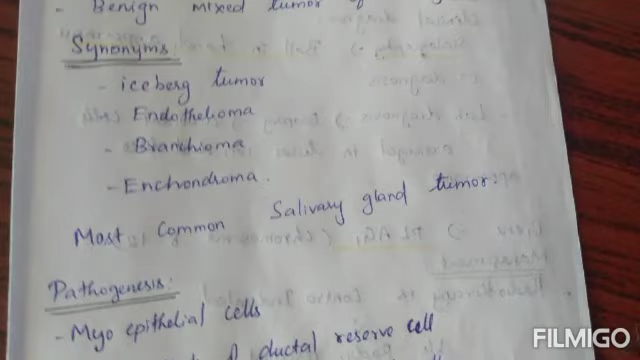 - Benign mixed tumor of
Synonyms
- iceberg tumor
- Endothelioma
- Branchioma
- Enchondroma.
Most common Salivary gland tumor.
Pathogenesis:
- Myo epithelial cells
ductal reserve cell
FILMIGO